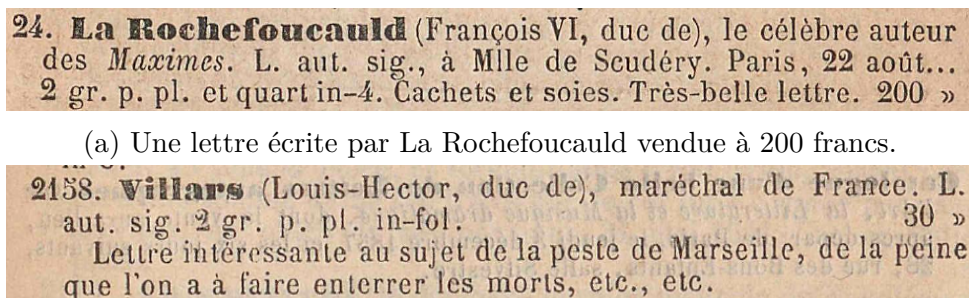 24. La Rochefoucauld (François VI, duc de), le célèbre auteur
des Maximes. L. aut. sig., à Mlle de Scudéry. Paris, 22 août...
2 gr. p. pl. et quart in-4. Cachets et soies. Très-belle lettre. 200 »
(a) Une lettre écrite par La Rochefoucauld vendue à 200 francs.
2158. Villars (Louis-Hector, duc de), maréchal de France. L.
aut. sig. 2 gr. p. pl. in-fol. 30 »
Lettre intéressante au sujet de la peste de Marseille, de la peine
que l'on a à faire enterrer les morts, etc., etc.